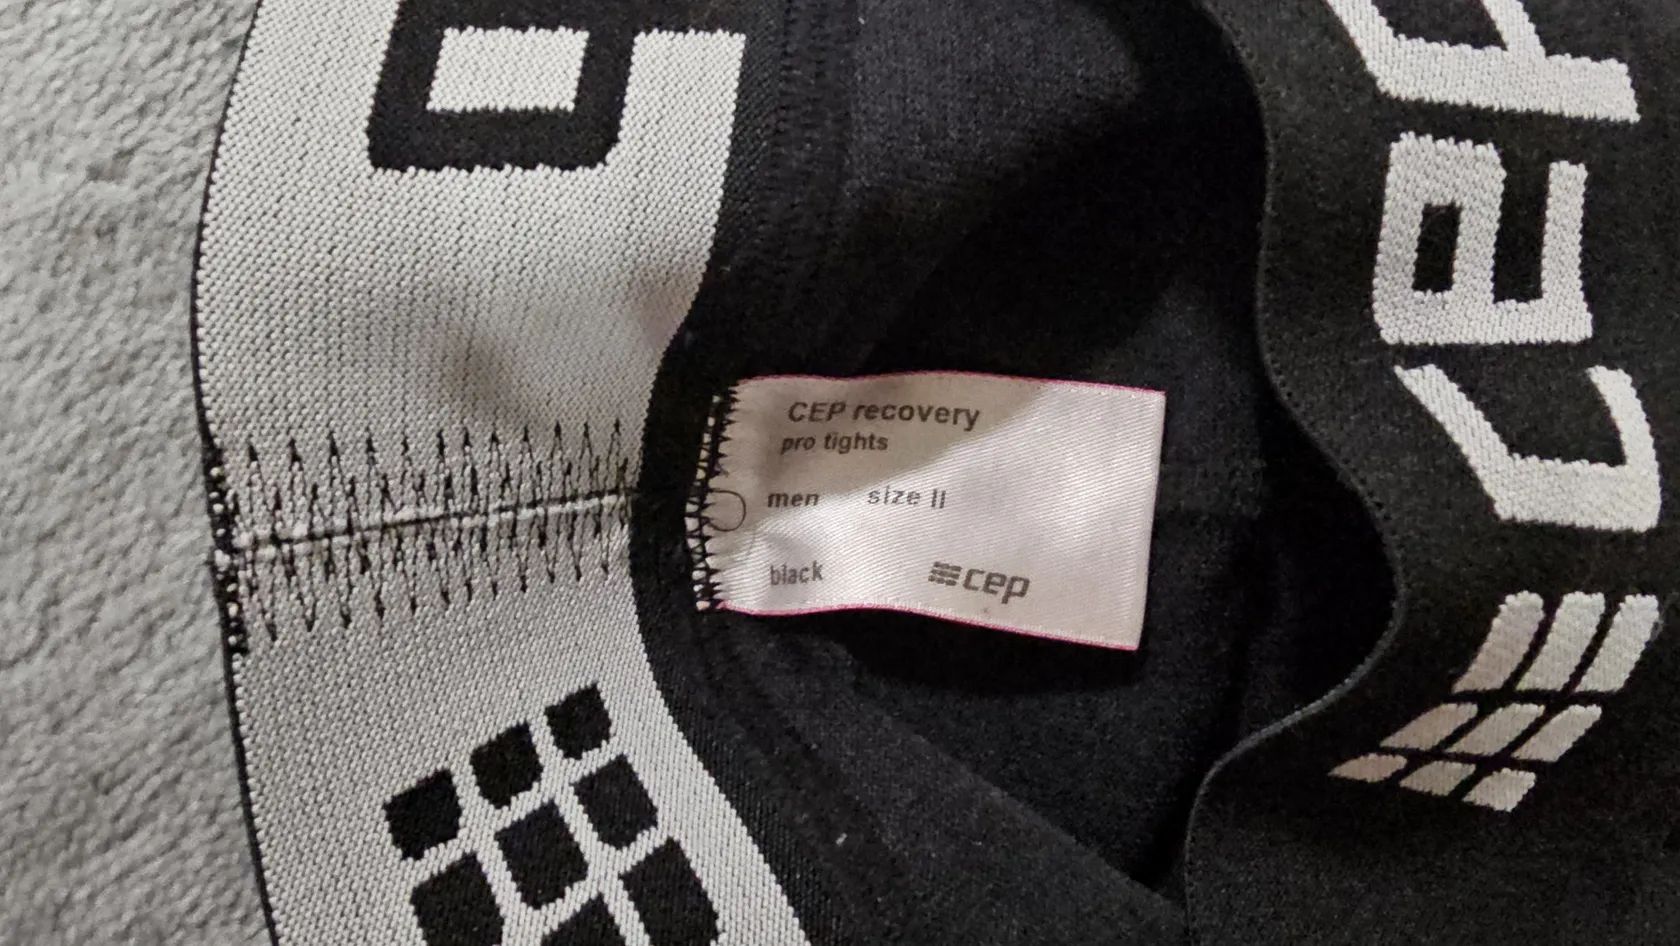 CEP recovery
pro tights
men size II
black cep
cep